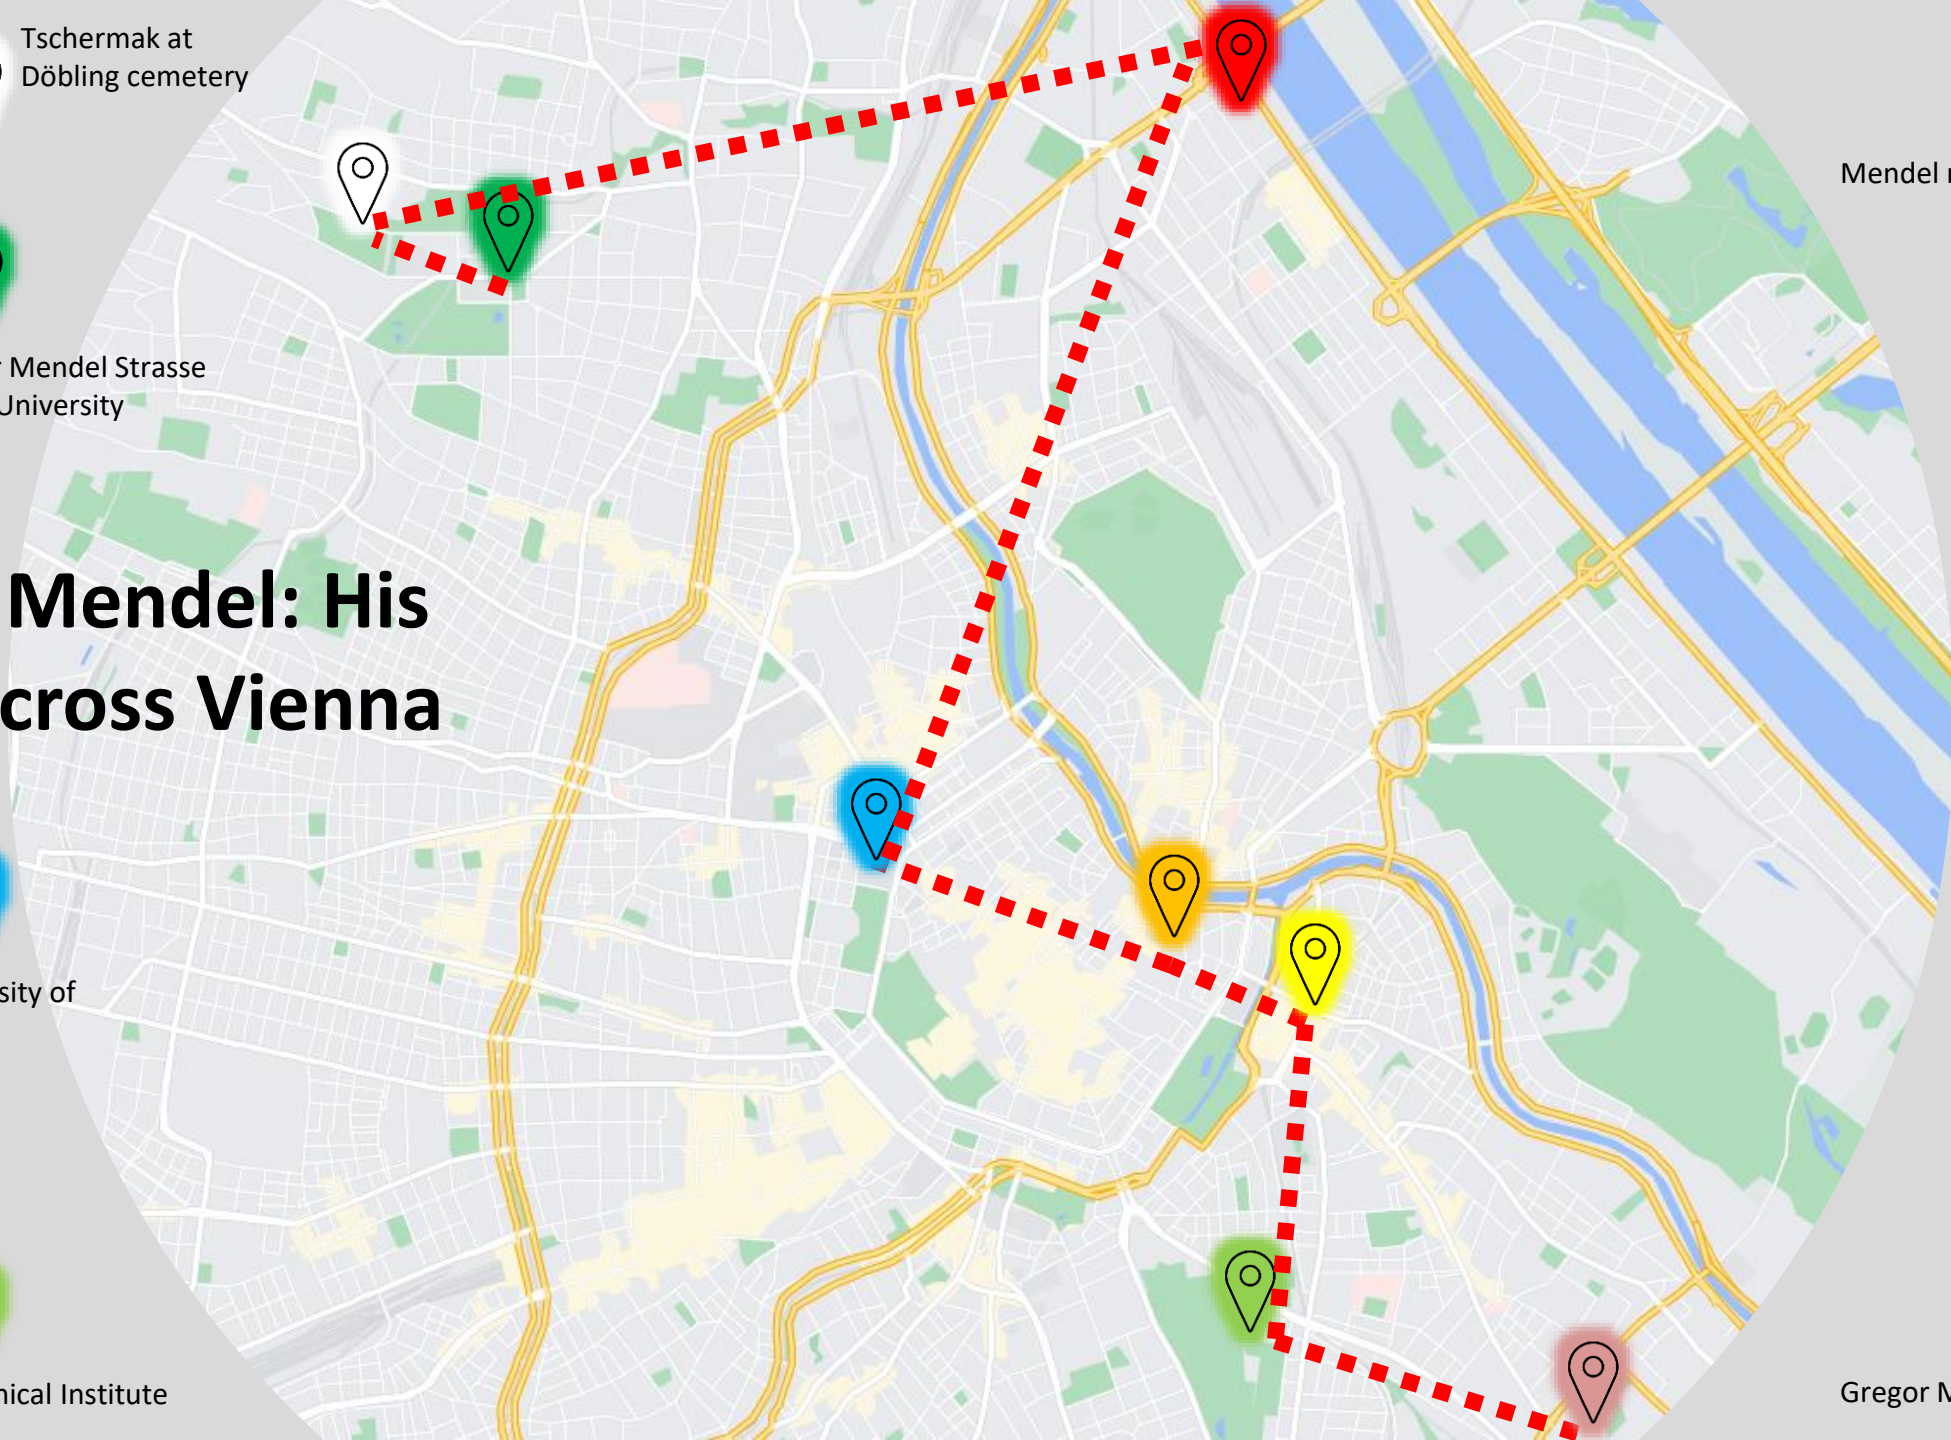 Tschermak at
Döbling cemetery
Mendel
Mendel Strasse
University
Mendel: His
cross Vienna
sity of
nical Institute
Gregor M